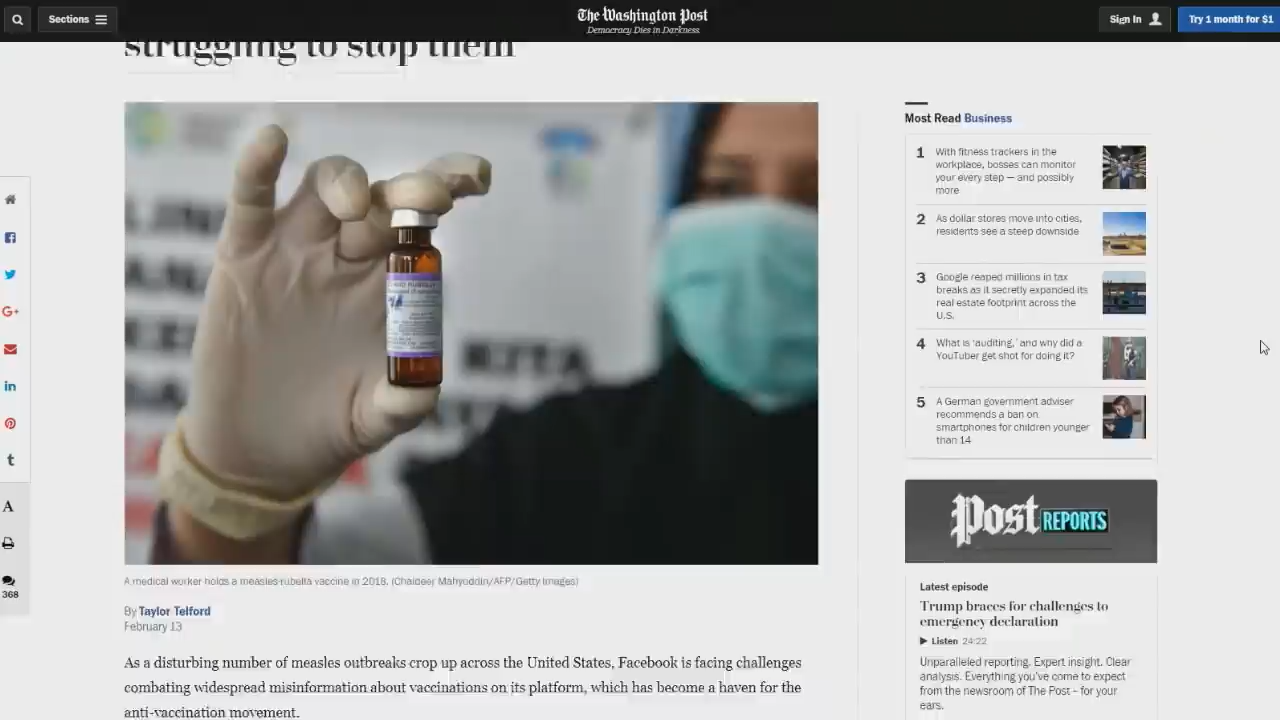 Sections
The Washington Post
Democracy Dies in Darkness
Sign In
Try 1 month for $1
struggling to stop them
KITA
A medical worker holds a measles-rubella vaccine in 2018. (Chaideer Mahyuddin/AFP/Getty Images)
By Taylor Telford
February 13
As a disturbing number of measles outbreaks crop up across the United States, Facebook is facing challenges
combating widespread misinformation about vaccinations on its platform, which has become a haven for the
anti-vaccination movement.
368
Most Read Business
1 With fitness trackers in the
workplace, bosses can monitor
your every step — and possibly
more
2 As dollar stores move into cities,
residents see a steep downside
3 Google reaped millions in tax
breaks as it secretly expanded its
real estate footprint across the
U.S.
4 What is 'auditing,' and why did a
YouTuber get shot for doing it?
5 A German government adviser
recommends a ban on
smartphones for children younger
than 14
Post REPORTS
Latest episode
Trump braces for challenges to
emergency declaration
Listen 24:22
Unparalleled reporting. Expert insight. Clear
analysis. Everything you've come to expect
from the newsroom of The Post - for your
ears.